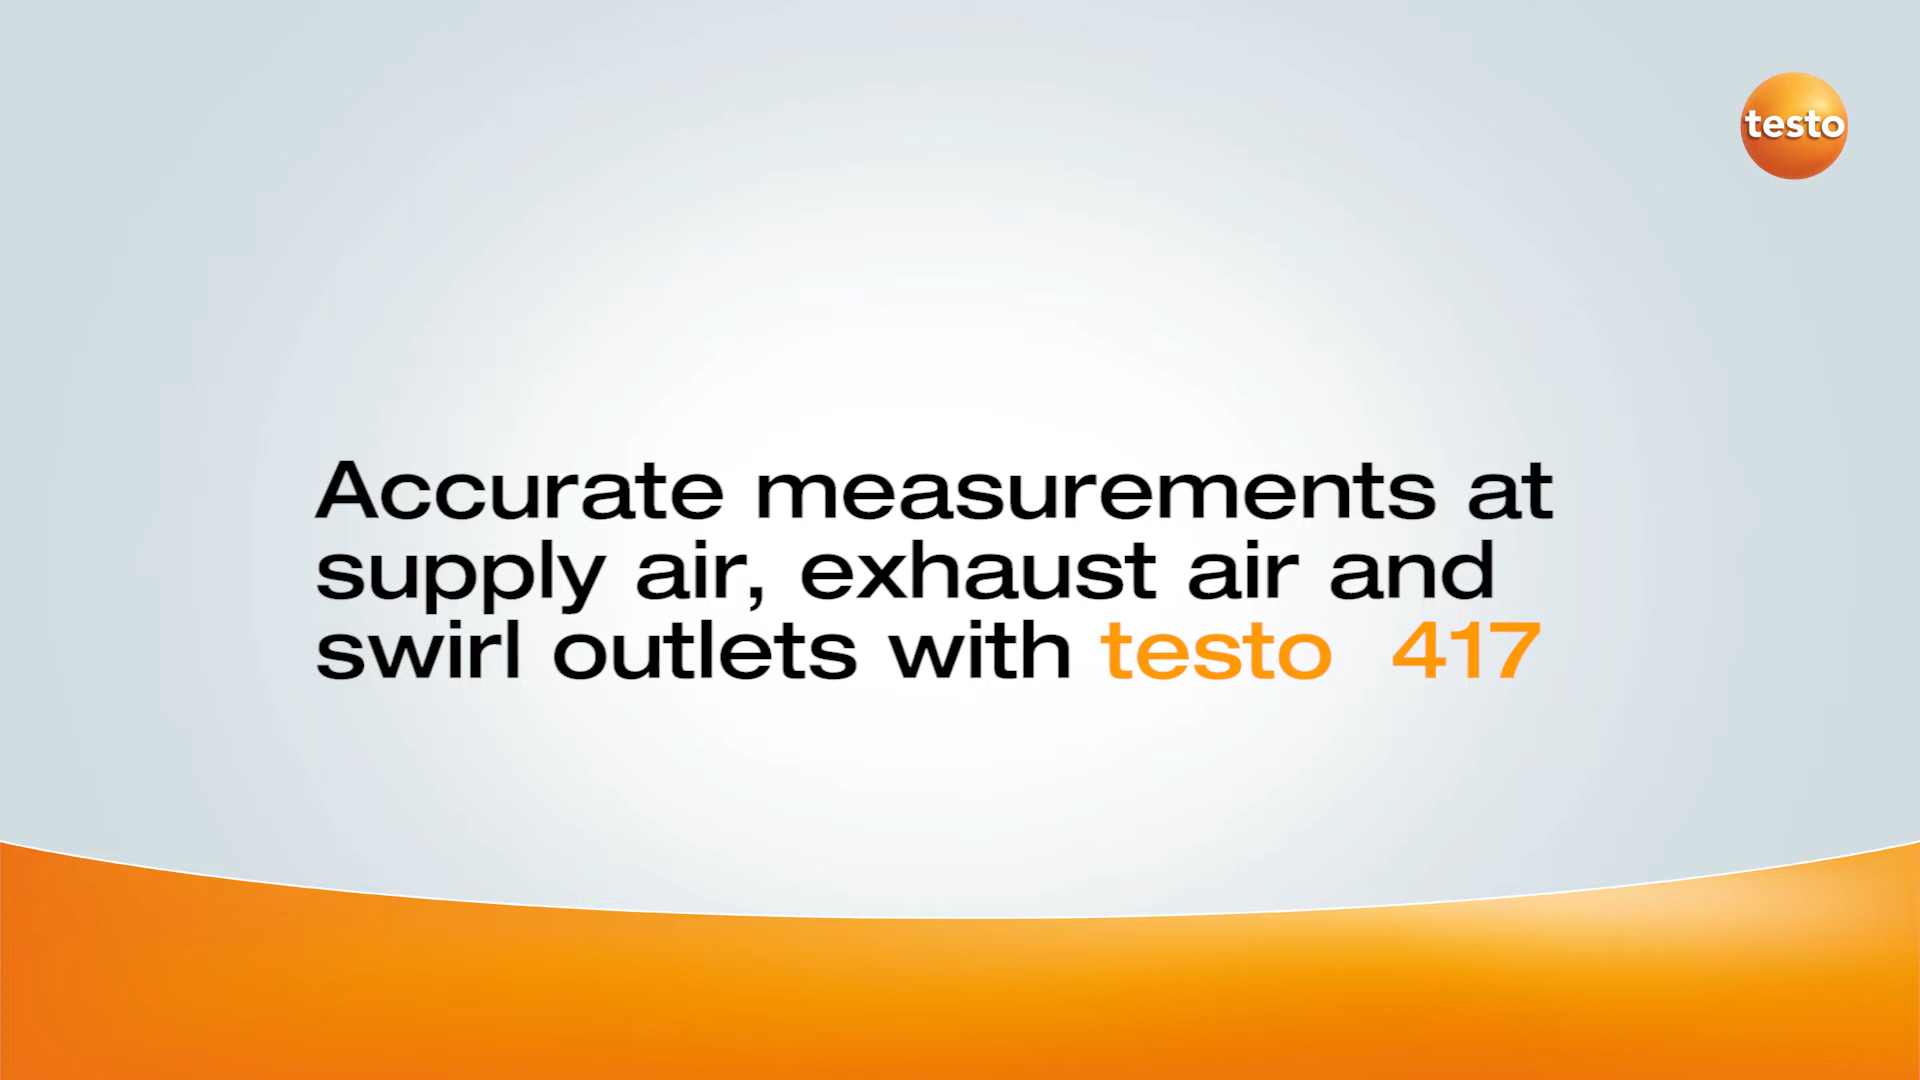 testo
Accurate measurements at
supply air, exhaust air and
swirl outlets with testo 417